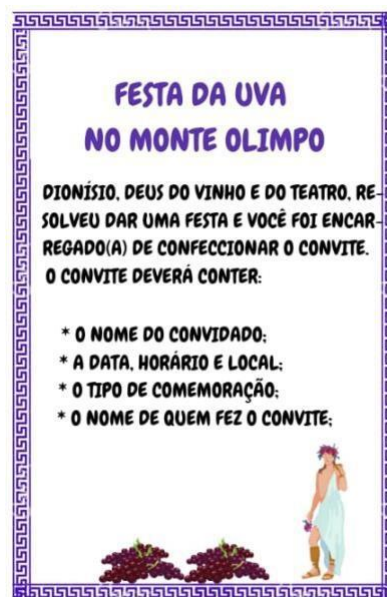 FESTA DA UVA
NO MONTE OLIMPO
DIONÍSIO, DEUS DO VINHO E DO TEATRO, RE-
SOLVEU DAR UMA FESTA E VOCÊ FOI ENCAR-
REGADO(A) DE CONFECCIONAR O CONVITE.
O CONVITE DEVERÁ CONTER:
* O NOME DO CONVIDADO;
* A DATA, HORÁRIO E LOCAL;
* O TIPO DE COMEMORAÇÃO;
* O NOME DE QUEM FEZ O CONVITE;